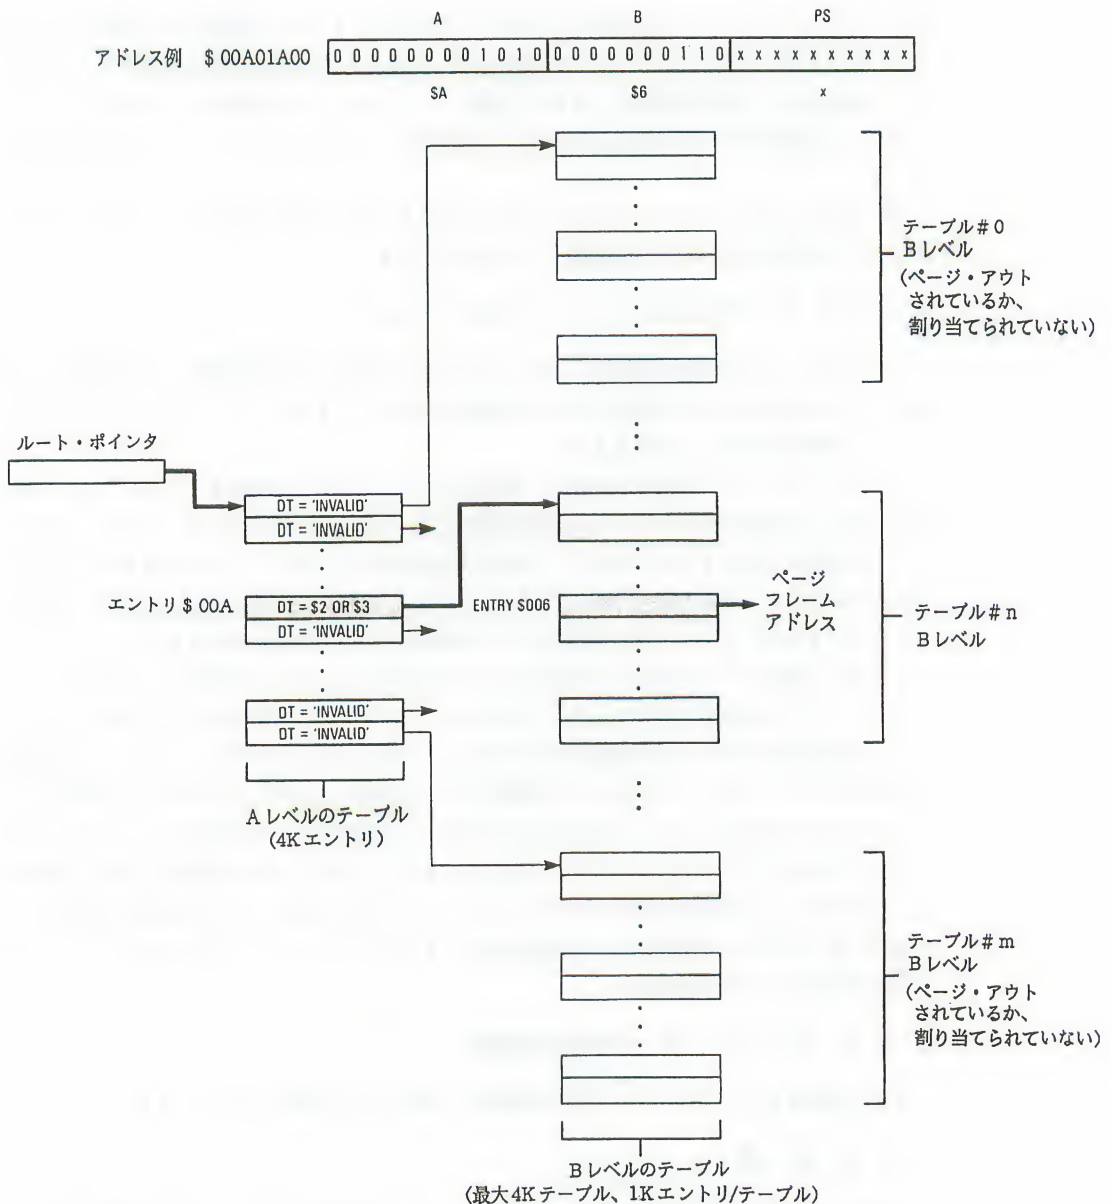 A B PS
アドレス例 $ 00A01A00 0 0 0 0 0 0 0 0 1 0 1 0 0 0 0 0 0 0 0 1 1 0 x x x x x x x x x x
$A $6 x
テーブル#0
Bレベル
(ページ・アウト
されているか、
割り当てられていない)
ルート・ポインタ
DT = 'INVALID'
DT = 'INVALID'
エントリ$ 00A DT = $2 OR $3
DT = 'INVALID'
DT = 'INVALID'
DT = 'INVALID'
Aレベルのテーブル
(4Kエントリ)
ENTRY $006
ページ
フレーム
アドレス
テーブル#n
Bレベル
テーブル#m
Bレベル
(ページ・アウト
されているか、
割り当てられていない)
Bレベルのテーブル
(最大4Kテーブル、1Kエントリ/テーブル)